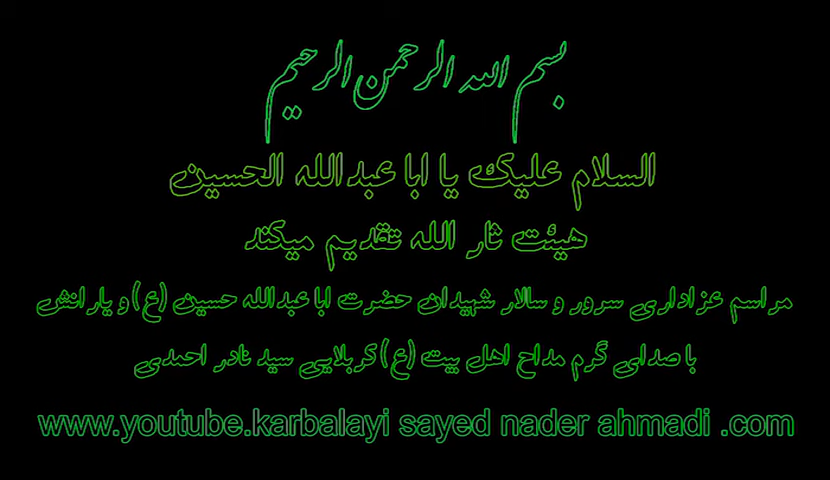 بسم الله الرحمن الرحیم
السلام علیک یا ابا عبدالله الحسین
هیئت ثار الله تقدیم میکند
مراسم عزاداری سرور و سالار شهیدان حضرت ابا عبدالله حسین (ع) و یارانش
با صدای گرم مداح اهل بیت (ع) کربلایی سید نادر احمدی
www.youtube.karbalayi sayed nader ahmadi .com